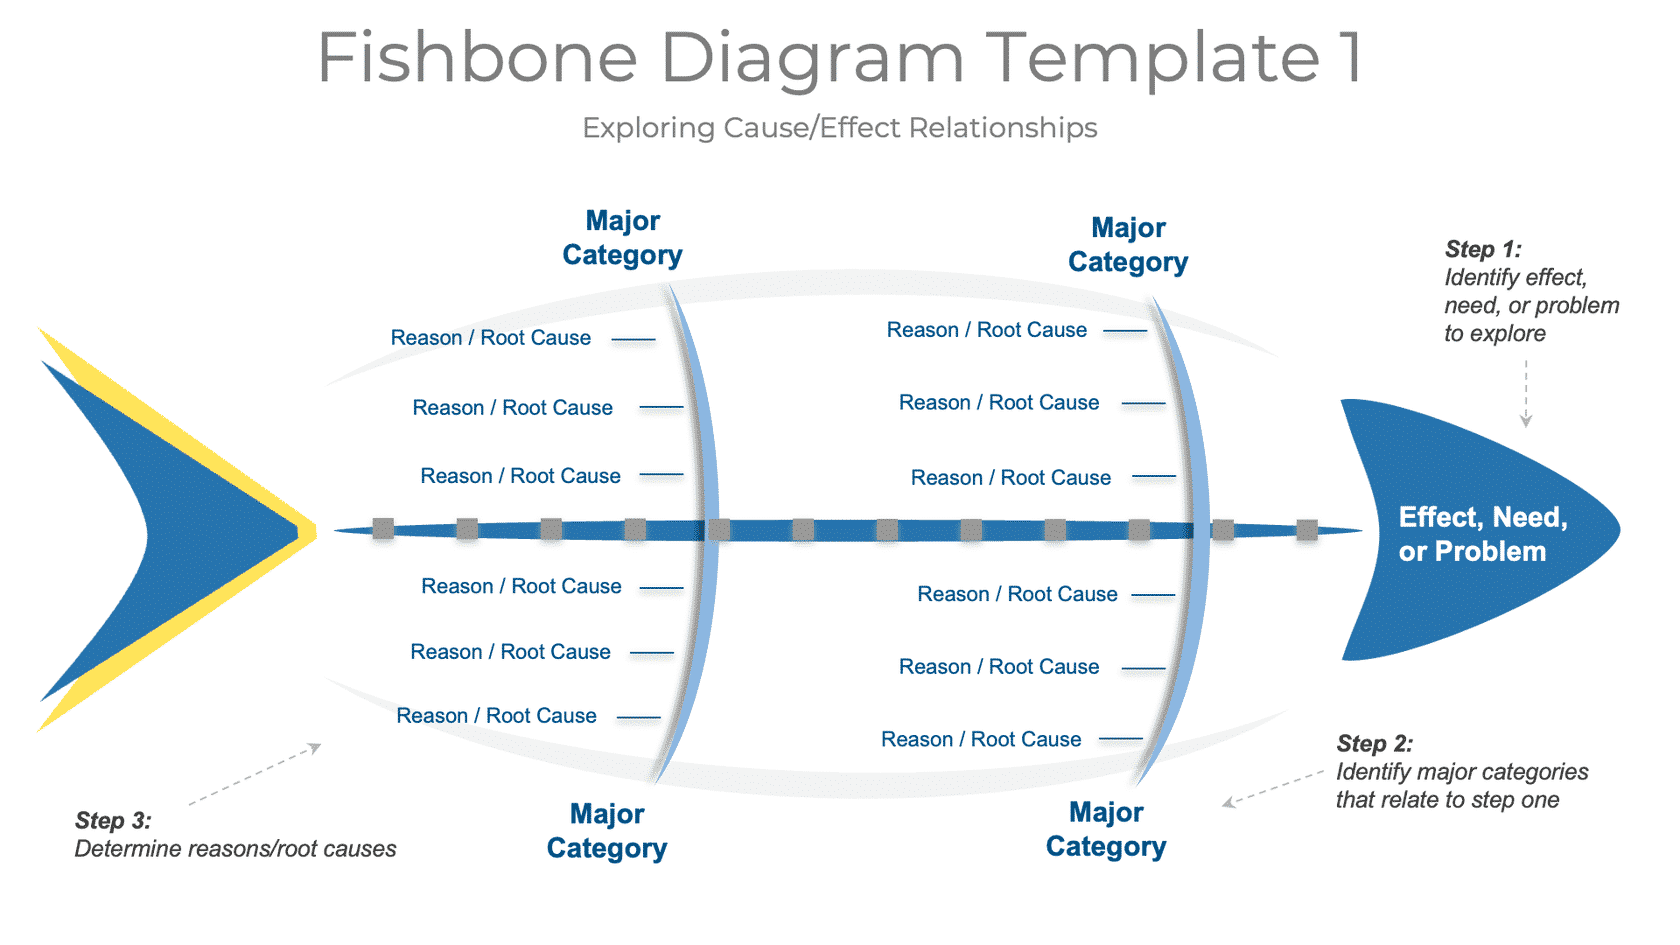 Fishbone Diagram Template 1
Exploring Cause/Effect Relationships
Major
Category
Major
Category
Step 1:
Identify effect,
need, or problem
to explore
Reason / Root Cause
Reason / Root Cause
Reason / Root Cause
Reason / Root Cause
Reason / Root Cause
Reason / Root Cause
Effect, Need,
or Problem
Reason / Root Cause
Reason / Root Cause
Reason / Root Cause
Reason / Root Cause
Reason / Root Cause
Reason / Root Cause
Step 2:
Identify major categories
that relate to step one
Major
Category
Major
Category
Step 3:
Determine reasons/root causes